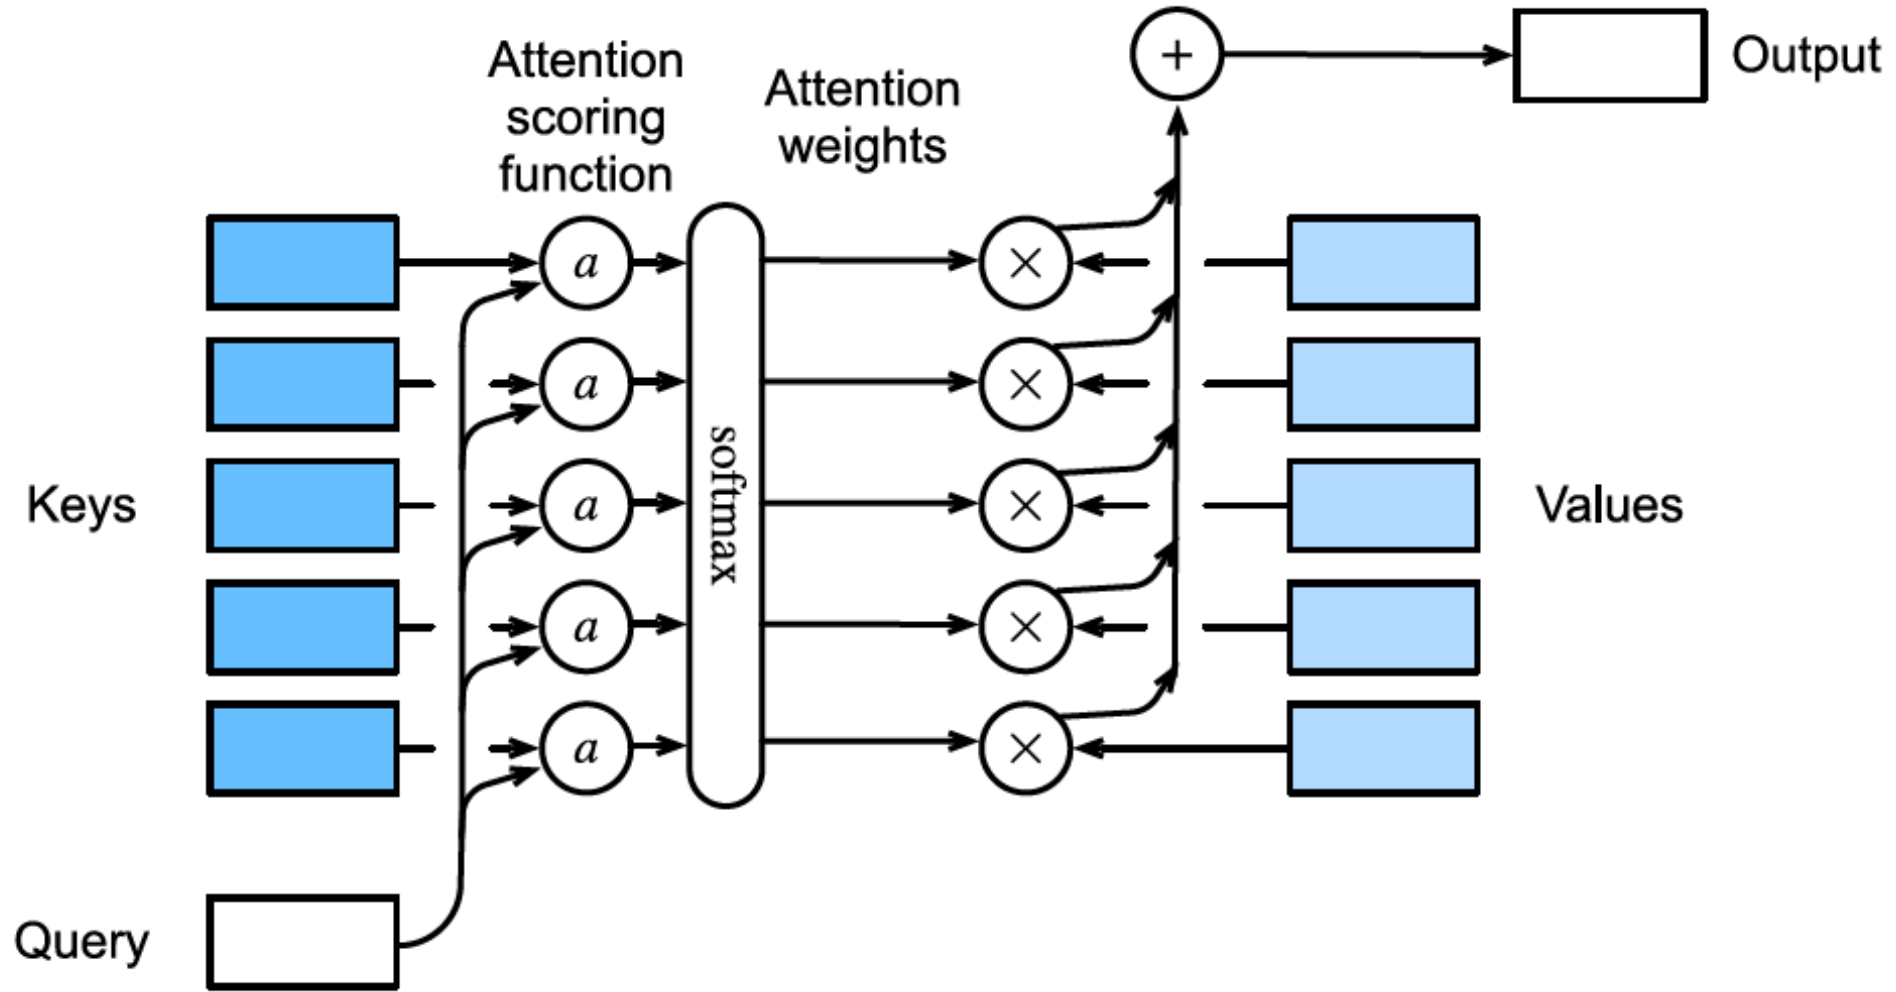 Attention
scoring
function
Attention
weights
+
Output
a
×
a
×
Keys
a
softmax
×
Values
a
×
a
×
Query